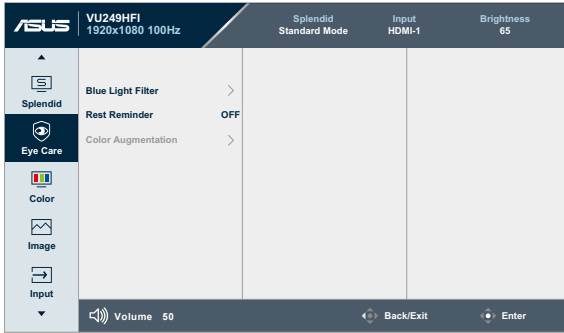 ASUS
VU249HFI
1920x1080 100Hz
Splendid
Standard Mode
Input
HDMI-1
Brightness
65
Splendid
Eye Care
Color
Image
Input
Blue Light Filter
Rest Reminder OFF
Color Augmentation
Volume 50
Back/Exit
Enter